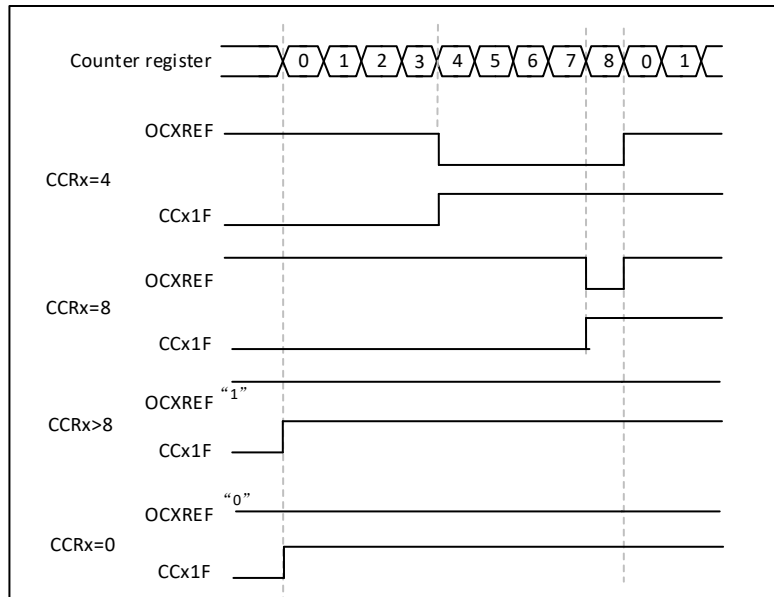 Counter register 0 1 2 3 4 5 6 7 8 0 1
OCXREF
CCRx=4
CCx1F
OCXREF
CCRx=8
CCx1F
OCXREF “1”
CCRx>8
CCx1F
OCXREF “0”
CCRx=0
CCx1F